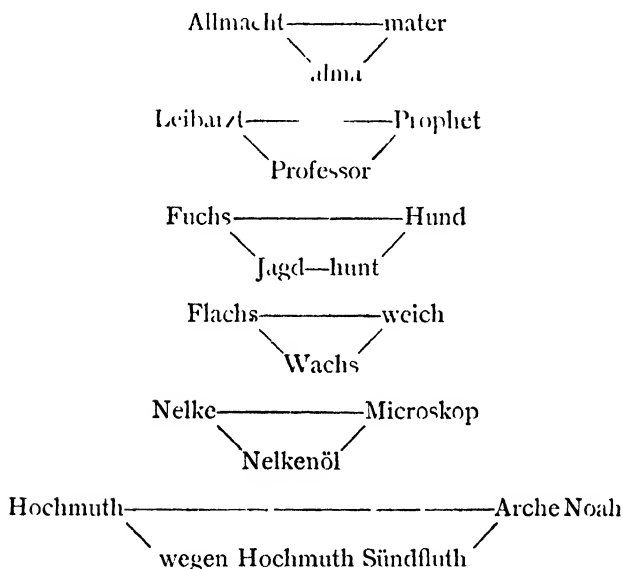 Allmacht mater
alma
Leibarzt Prophet
Professor
Fuchs Hund
Jagd—hunt
Flachs weich
Wachs
Nelke Microskop
Nelkenöl
Hochmuth Arche Noah
wegen Hochmuth Sündfluth